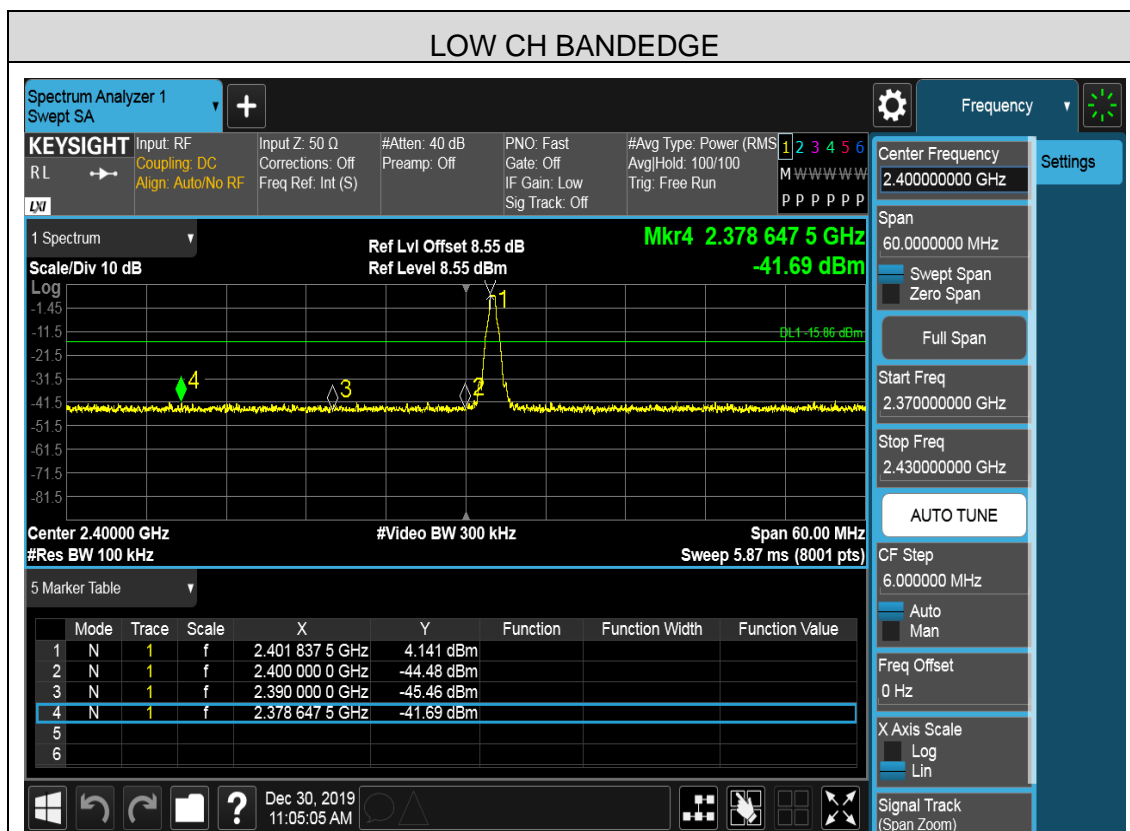 LOW CH BANDEDGE
Spectrum Analyzer 1
Swept SA
+
Frequency
KEYSIGHT
RL
LXI
Input: RF
Coupling: DC
Align: Auto/No RF
Input Z: 50 Ω
Corrections: Off
Freq Ref: Int (S)
#Atten: 40 dB
Preamp: Off
PNO: Fast
Gate: Off
IF Gain: Low
Sig Track: Off
#Avg Type: Power (RMS
Avg|Hold: 100/100
Trig: Free Run
1 2 3 4 5 6
M W W W W W
P P P P P P
1 Spectrum
Scale/Div 10 dB
Ref Lvl Offset 8.55 dB
Ref Level 8.55 dBm
Mkr4 2.378 647 5 GHz
-41.69 dBm
Log
-1.45
-11.5
-21.5
-31.5
-41.5
-51.5
-61.5
-71.5
-81.5
1
DL1 -15.86 dBm
4
3
2
Center 2.40000 GHz
#Video BW 300 kHz
Span 60.00 MHz
#Res BW 100 kHz
Sweep 5.87 ms (8001 pts)
5 Marker Table
Mode Trace Scale X Y Function Function Width Function Value
1 N 1 f 2.401 837 5 GHz 4.141 dBm
2 N 1 f 2.400 000 0 GHz -44.48 dBm
3 N 1 f 2.390 000 0 GHz -45.46 dBm
4 N 1 f 2.378 647 5 GHz -41.69 dBm
5
6
Center Frequency
2.400000000 GHz
Settings
Span
60.0000000 MHz
Swept Span
Zero Span
Full Span
Start Freq
2.370000000 GHz
Stop Freq
2.430000000 GHz
AUTO TUNE
CF Step
6.000000 MHz
Auto
Man
Freq Offset
0 Hz
X Axis Scale
Log
Lin
Signal Track
(Span Zoom)
?
Dec 30, 2019
11:05:05 AM